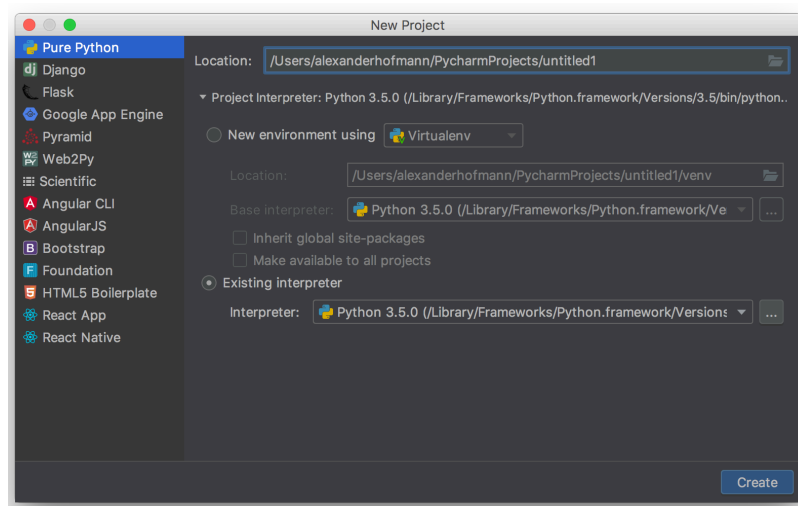 New Project
Pure Python
dj Django
Flask
Google App Engine
Pyramid
Web2Py
Scientific
Angular CLI
AngularJS
B Bootstrap
F Foundation
5 HTML5 Boilerplate
React App
React Native
Location: /Users/alexanderhofmann/PycharmProjects/untitled1
Project Interpreter: Python 3.5.0 (/Library/Frameworks/Python.framework/Versions/3.5/bin/python..
New environment using Virtualenv
Location: /Users/alexanderhofmann/PycharmProjects/untitled1/venv
Base interpreter: Python 3.5.0 (/Library/Frameworks/Python.framework/Ve ...
Inherit global site-packages
Make available to all projects
Existing interpreter
Interpreter: Python 3.5.0 (/Library/Frameworks/Python.framework/Versions ...
Create